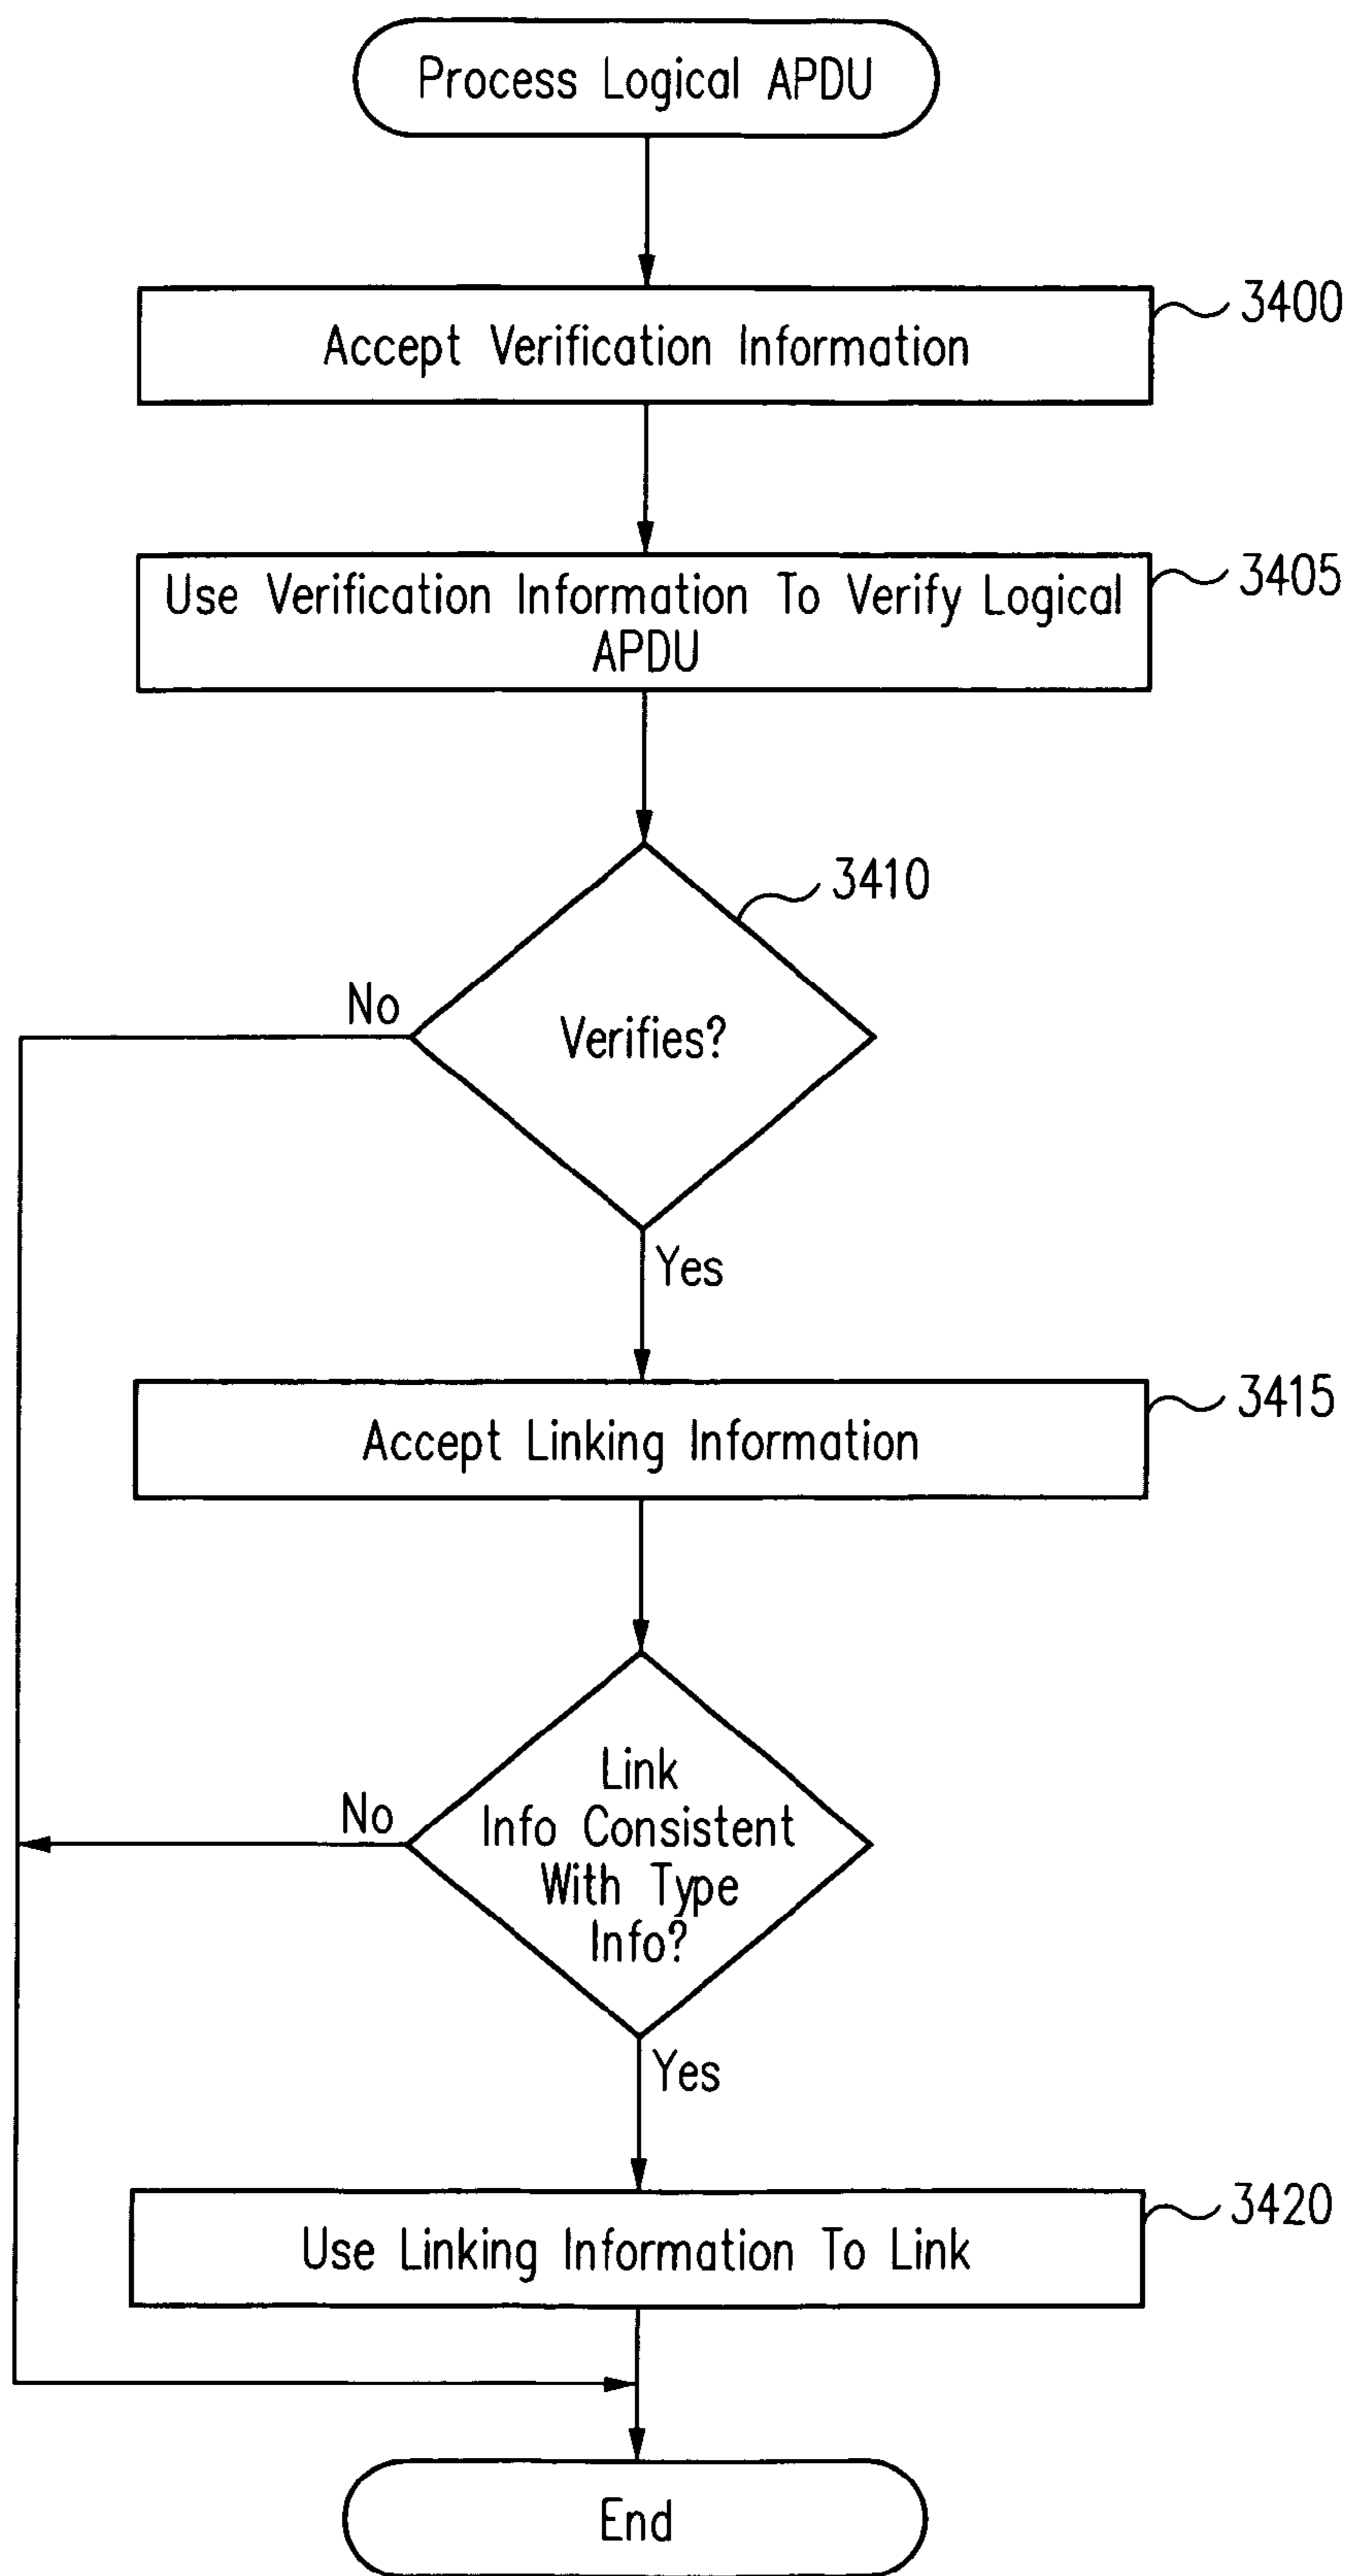 Process Logical APDU
Accept Verification Information
3400
Use Verification Information To Verify Logical
APDU
3405
3410
Verifies?
No
Yes
Accept Linking Information
3415
Link
Info Consistent
With Type
Info?
No
Yes
Use Linking Information To Link
3420
End